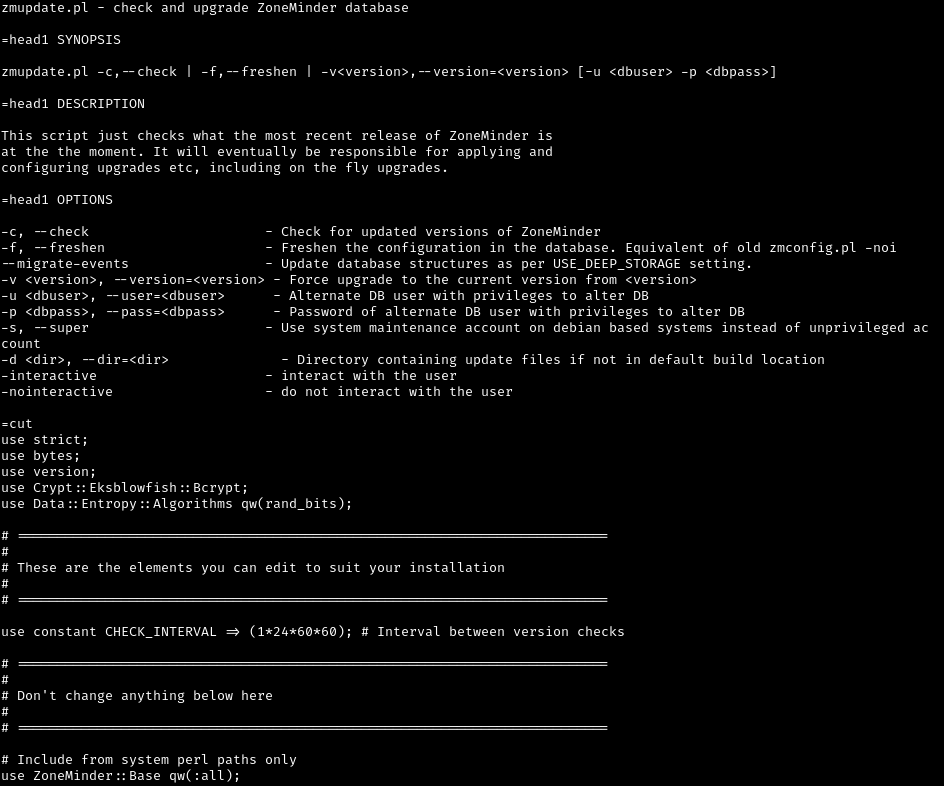 zmupdate.pl - check and upgrade ZoneMinder database

=head1 SYNOPSIS

zmupdate.pl -c,--check | -f,--freshen | -v<version>,--version=<version> [-u <dbuser> -p <dbpass>]

=head1 DESCRIPTION

This script just checks what the most recent release of ZoneMinder is
at the the moment. It will eventually be responsible for applying and
configuring upgrades etc, including on the fly upgrades.

=head1 OPTIONS

-c, --check                      - Check for updated versions of ZoneMinder
-f, --freshen                    - Freshen the configuration in the database. Equivalent of old zmconfig.pl -noi
--migrate-events                 - Update database structures as per USE_DEEP_STORAGE setting.
-v <version>, --version=<version> - Force upgrade to the current version from <version>
-u <dbuser>, --user=<dbuser>      - Alternate DB user with privileges to alter DB
-p <dbpass>, --pass=<dbpass>      - Password of alternate DB user with privileges to alter DB
-s, --super                      - Use system maintenance account on debian based systems instead of unprivileged ac
count
-d <dir>, --dir=<dir>              - Directory containing update files if not in default build location
-interactive                     - interact with the user
-nointeractive                   - do not interact with the user

=cut
use strict;
use bytes;
use version;
use Crypt::Eksblowfish::Bcrypt;
use Data::Entropy::Algorithms qw(rand_bits);

# ==========================================================================
#
# These are the elements you can edit to suit your installation
#
# ==========================================================================

use constant CHECK_INTERVAL => (1*24*60*60); # Interval between version checks

# ==========================================================================
#
# Don't change anything below here
#
# ==========================================================================

# Include from system perl paths only
use ZoneMinder::Base qw(:all);